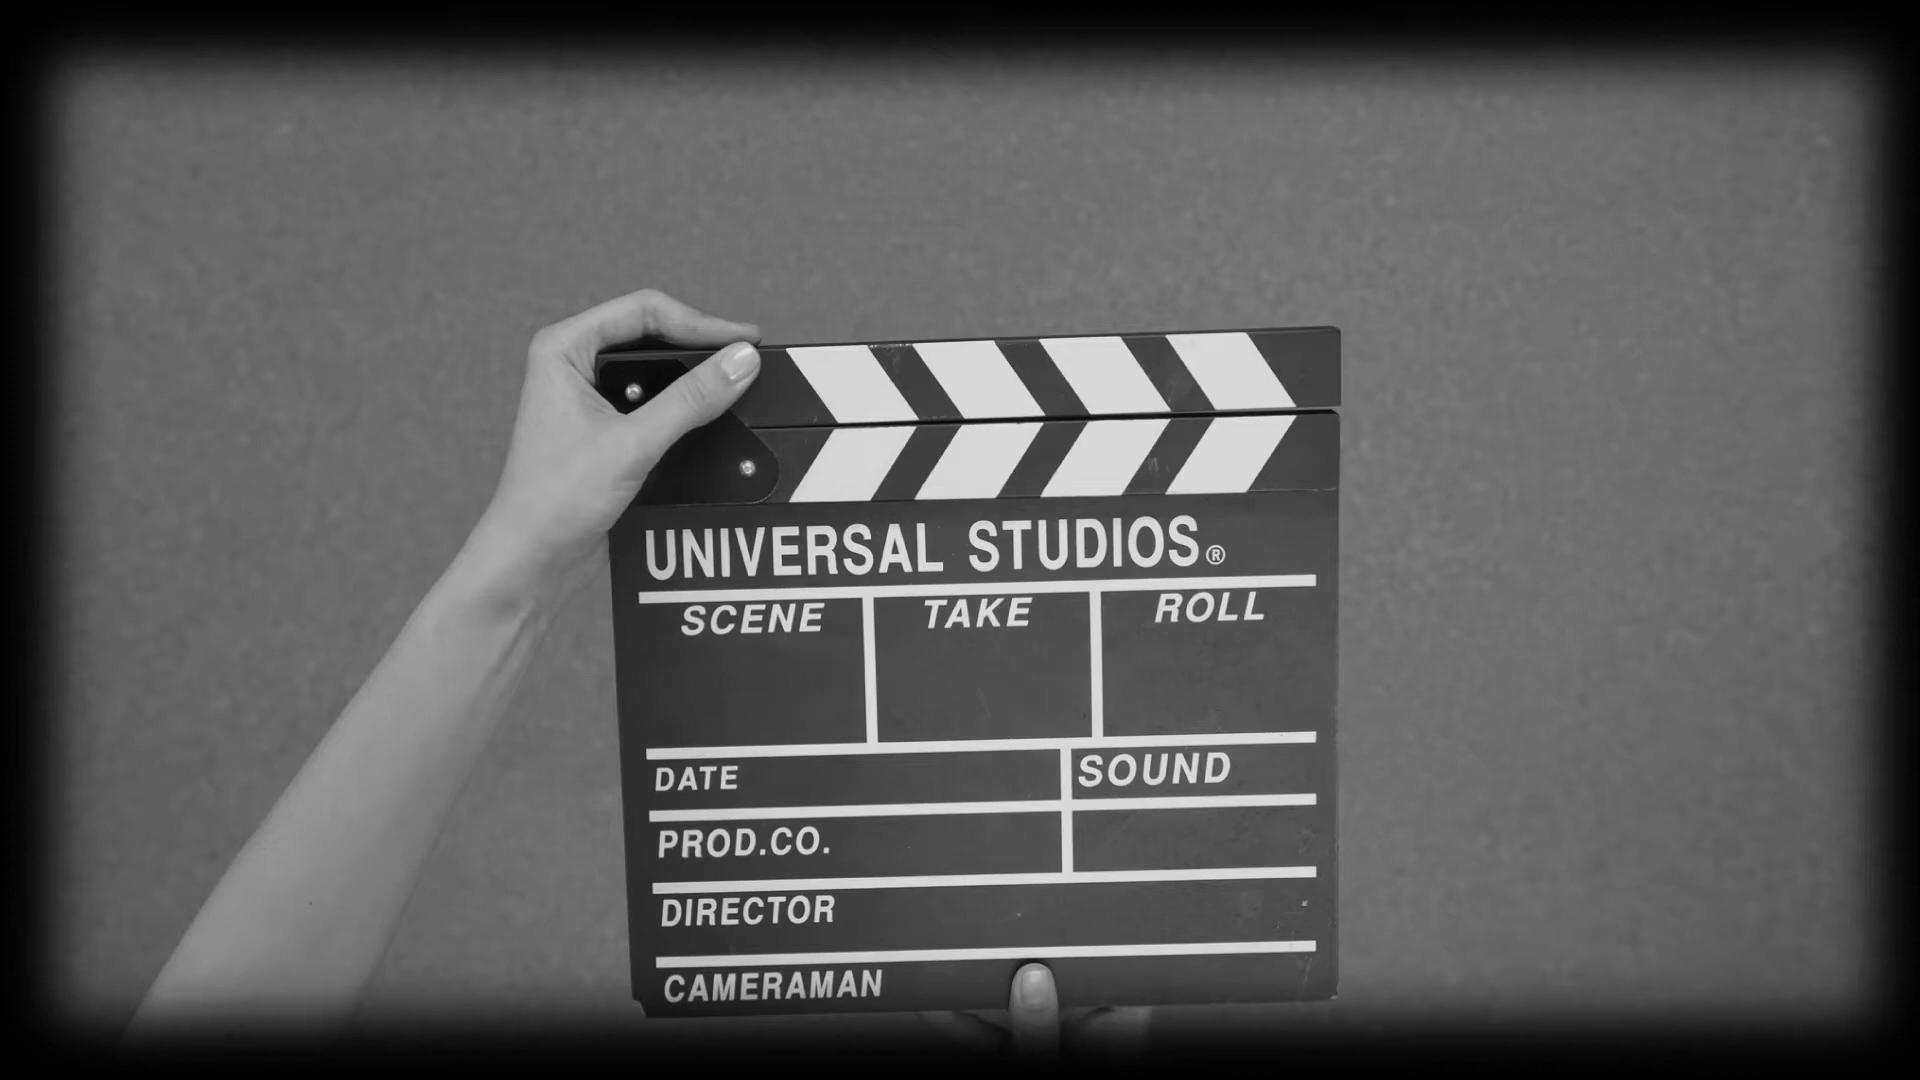 UNIVERSAL STUDIOS®
SCENE TAKE ROLL
DATE SOUND
PROD.CO.
DIRECTOR
CAMERAMAN